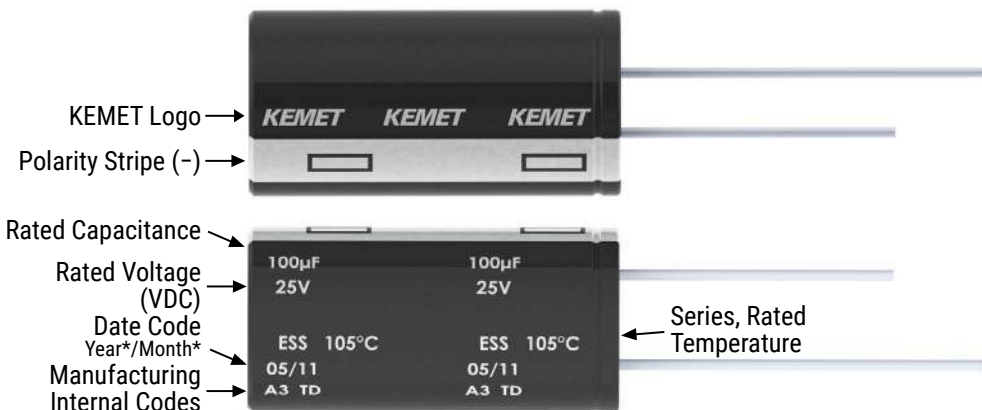 KEMET Logo
KEMET KEMET KEMET
Polarity Stripe (−)
Rated Capacitance
100µF 100µF
Rated Voltage
(VDC)
25V 25V
Date Code
Year*/Month*
ESS 105°C ESS 105°C
Series, Rated
Temperature
05/11 05/11
Manufacturing
Internal Codes
A3 TD A3 TD